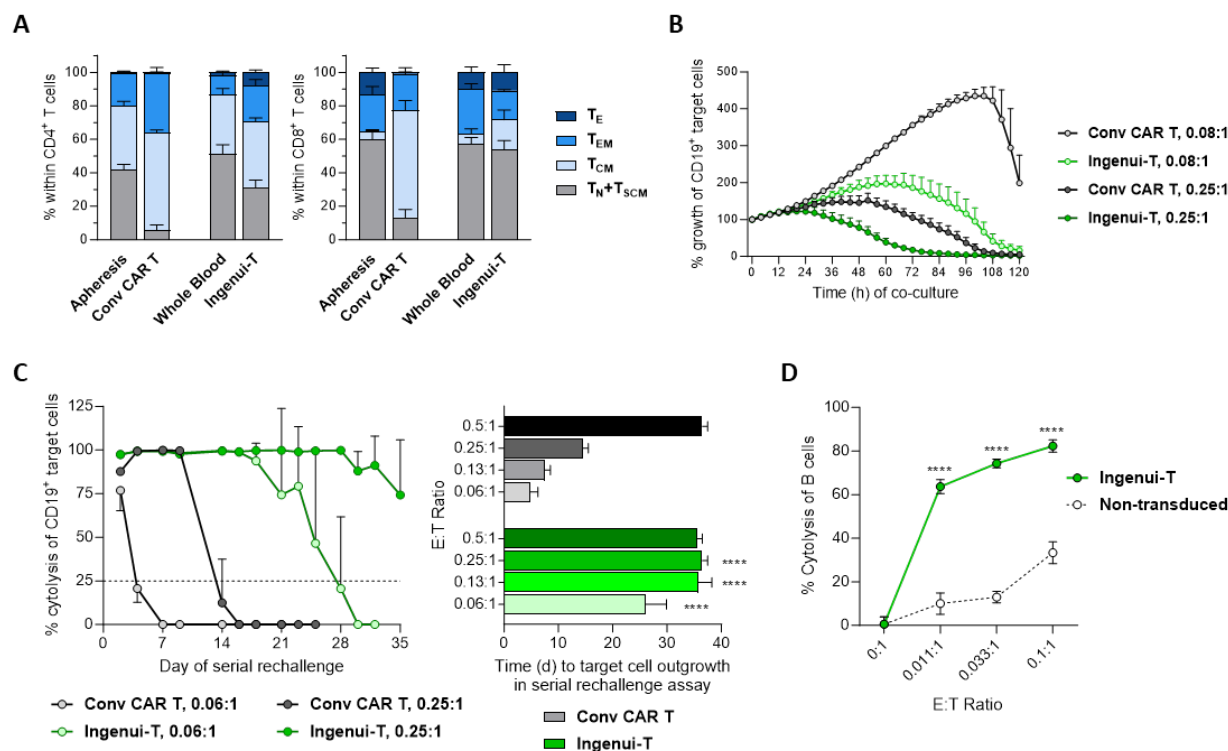 A
% within CD4⁺ T cells
100
80
60
40
20
0
Apheresis
Conv CAR T
Whole Blood
Ingenui-T
% within CD8⁺ T cells
100
80
60
40
20
0
Apheresis
Conv CAR T
Whole Blood
Ingenui-T
T_E
T_EM
T_CM
T_N+T_SCM
B
% growth of CD19⁺ target cells
500
400
300
200
100
0
0 12 24 36 48 60 72 84 96 108 120
Time (h) of co-culture
Conv CAR T, 0.08:1
Ingenui-T, 0.08:1
Conv CAR T, 0.25:1
Ingenui-T, 0.25:1
C
% cytolysis of CD19⁺ target cells
125
100
75
50
25
0
0 7 14 21 28 35
Day of serial rechallenge
Conv CAR T, 0.06:1
Conv CAR T, 0.25:1
Ingenui-T, 0.06:1
Ingenui-T, 0.25:1
E:T Ratio
0.5:1
0.25:1
0.13:1
0.06:1
0.5:1
0.25:1 ****
0.13:1 ****
0.06:1 ****
0 10 20 30 40
Time (d) to target cell outgrowth
in serial rechallenge assay
Conv CAR T
Ingenui-T
D
% Cytolysis of B cells
100
80
60
40
20
0
**** **** ****
0:1
0.011:1
0.033:1
0.1:1
E:T Ratio
Ingenui-T
Non-transduced